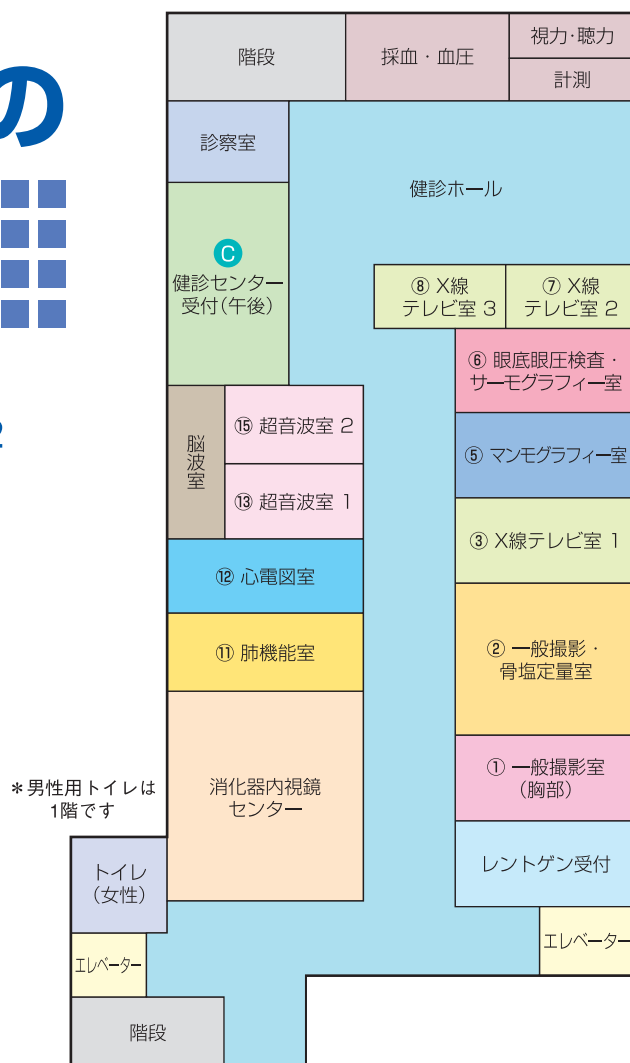 の
2
階段
採血・血圧
視力・聴力
計測
診察室
健診ホール
C
健診センター
受付(午後)
⑧ X線
テレビ室 3
⑦ X線
テレビ室 2
⑥ 眼底眼圧検査・
サーモグラフィー室
脳波室
⑮ 超音波室 2
⑤ マンモグラフィー室
⑬ 超音波室 1
③ X線テレビ室 1
⑫ 心電図室
⑪ 肺機能室
② 一般撮影・
骨塩定量室
消化器内視鏡
センター
① 一般撮影室
(胸部)
*男性用トイレは
1階です
レントゲン受付
トイレ
(女性)
エレベーター
エレベーター
階段